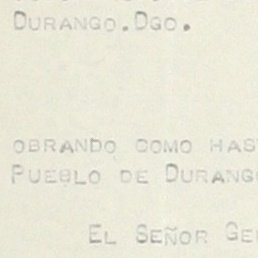 DURANGO.DGO.
OBRANDO COMO HAS
PUEBLO DE DURANG
EL SEÑOR GE